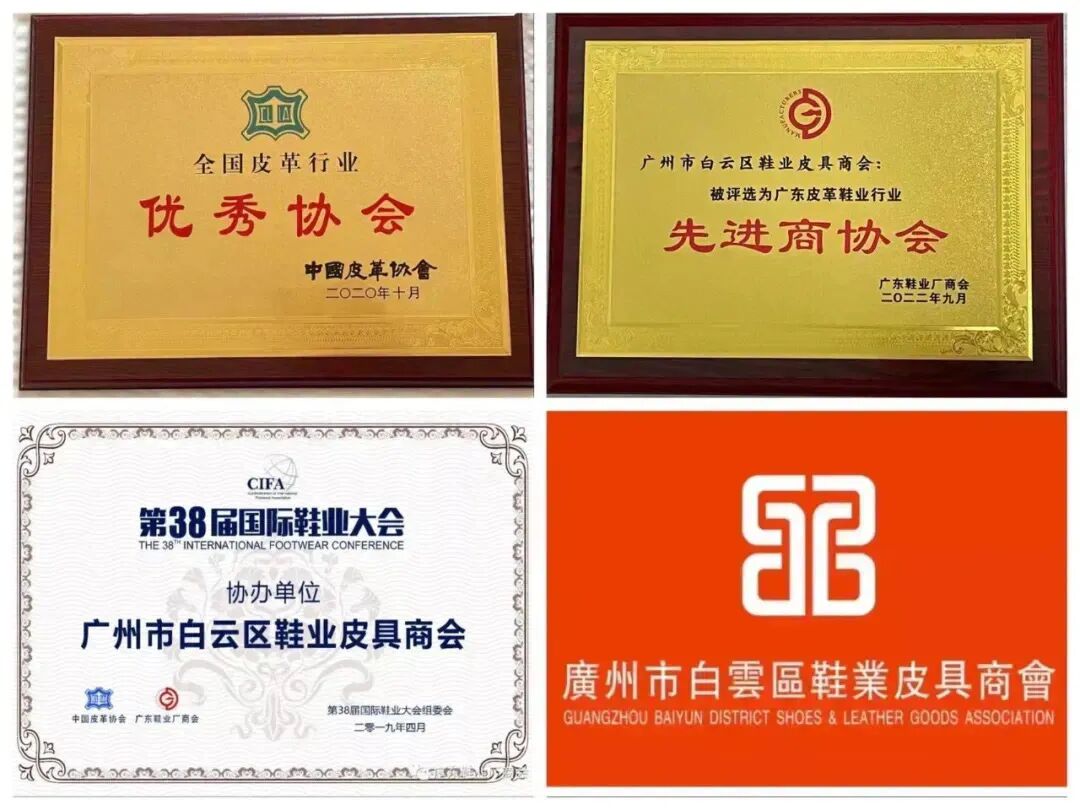 全国皮革行业
优秀协会
中國皮革协會
二〇二〇年十月
MANUFACTURERS
广州市白云区鞋业皮具商会：
被评选为广东皮革鞋业行业
先进商协会
广东鞋业厂商会
二〇二二年九月
CIFA
第38届国际鞋业大会
THE 38TH INTERNATIONAL FOOTWEAR CONFERENCE
协办单位
广州市白云区鞋业皮具商会
中国皮革协会
广东鞋业厂商会
第38届国际鞋业大会组委会
二零一九年四月
廣州市白雲區鞋業皮具商會
GUANGZHOU BAIYUN DISTRICT SHOES & LEATHER GOODS ASSOCIATION